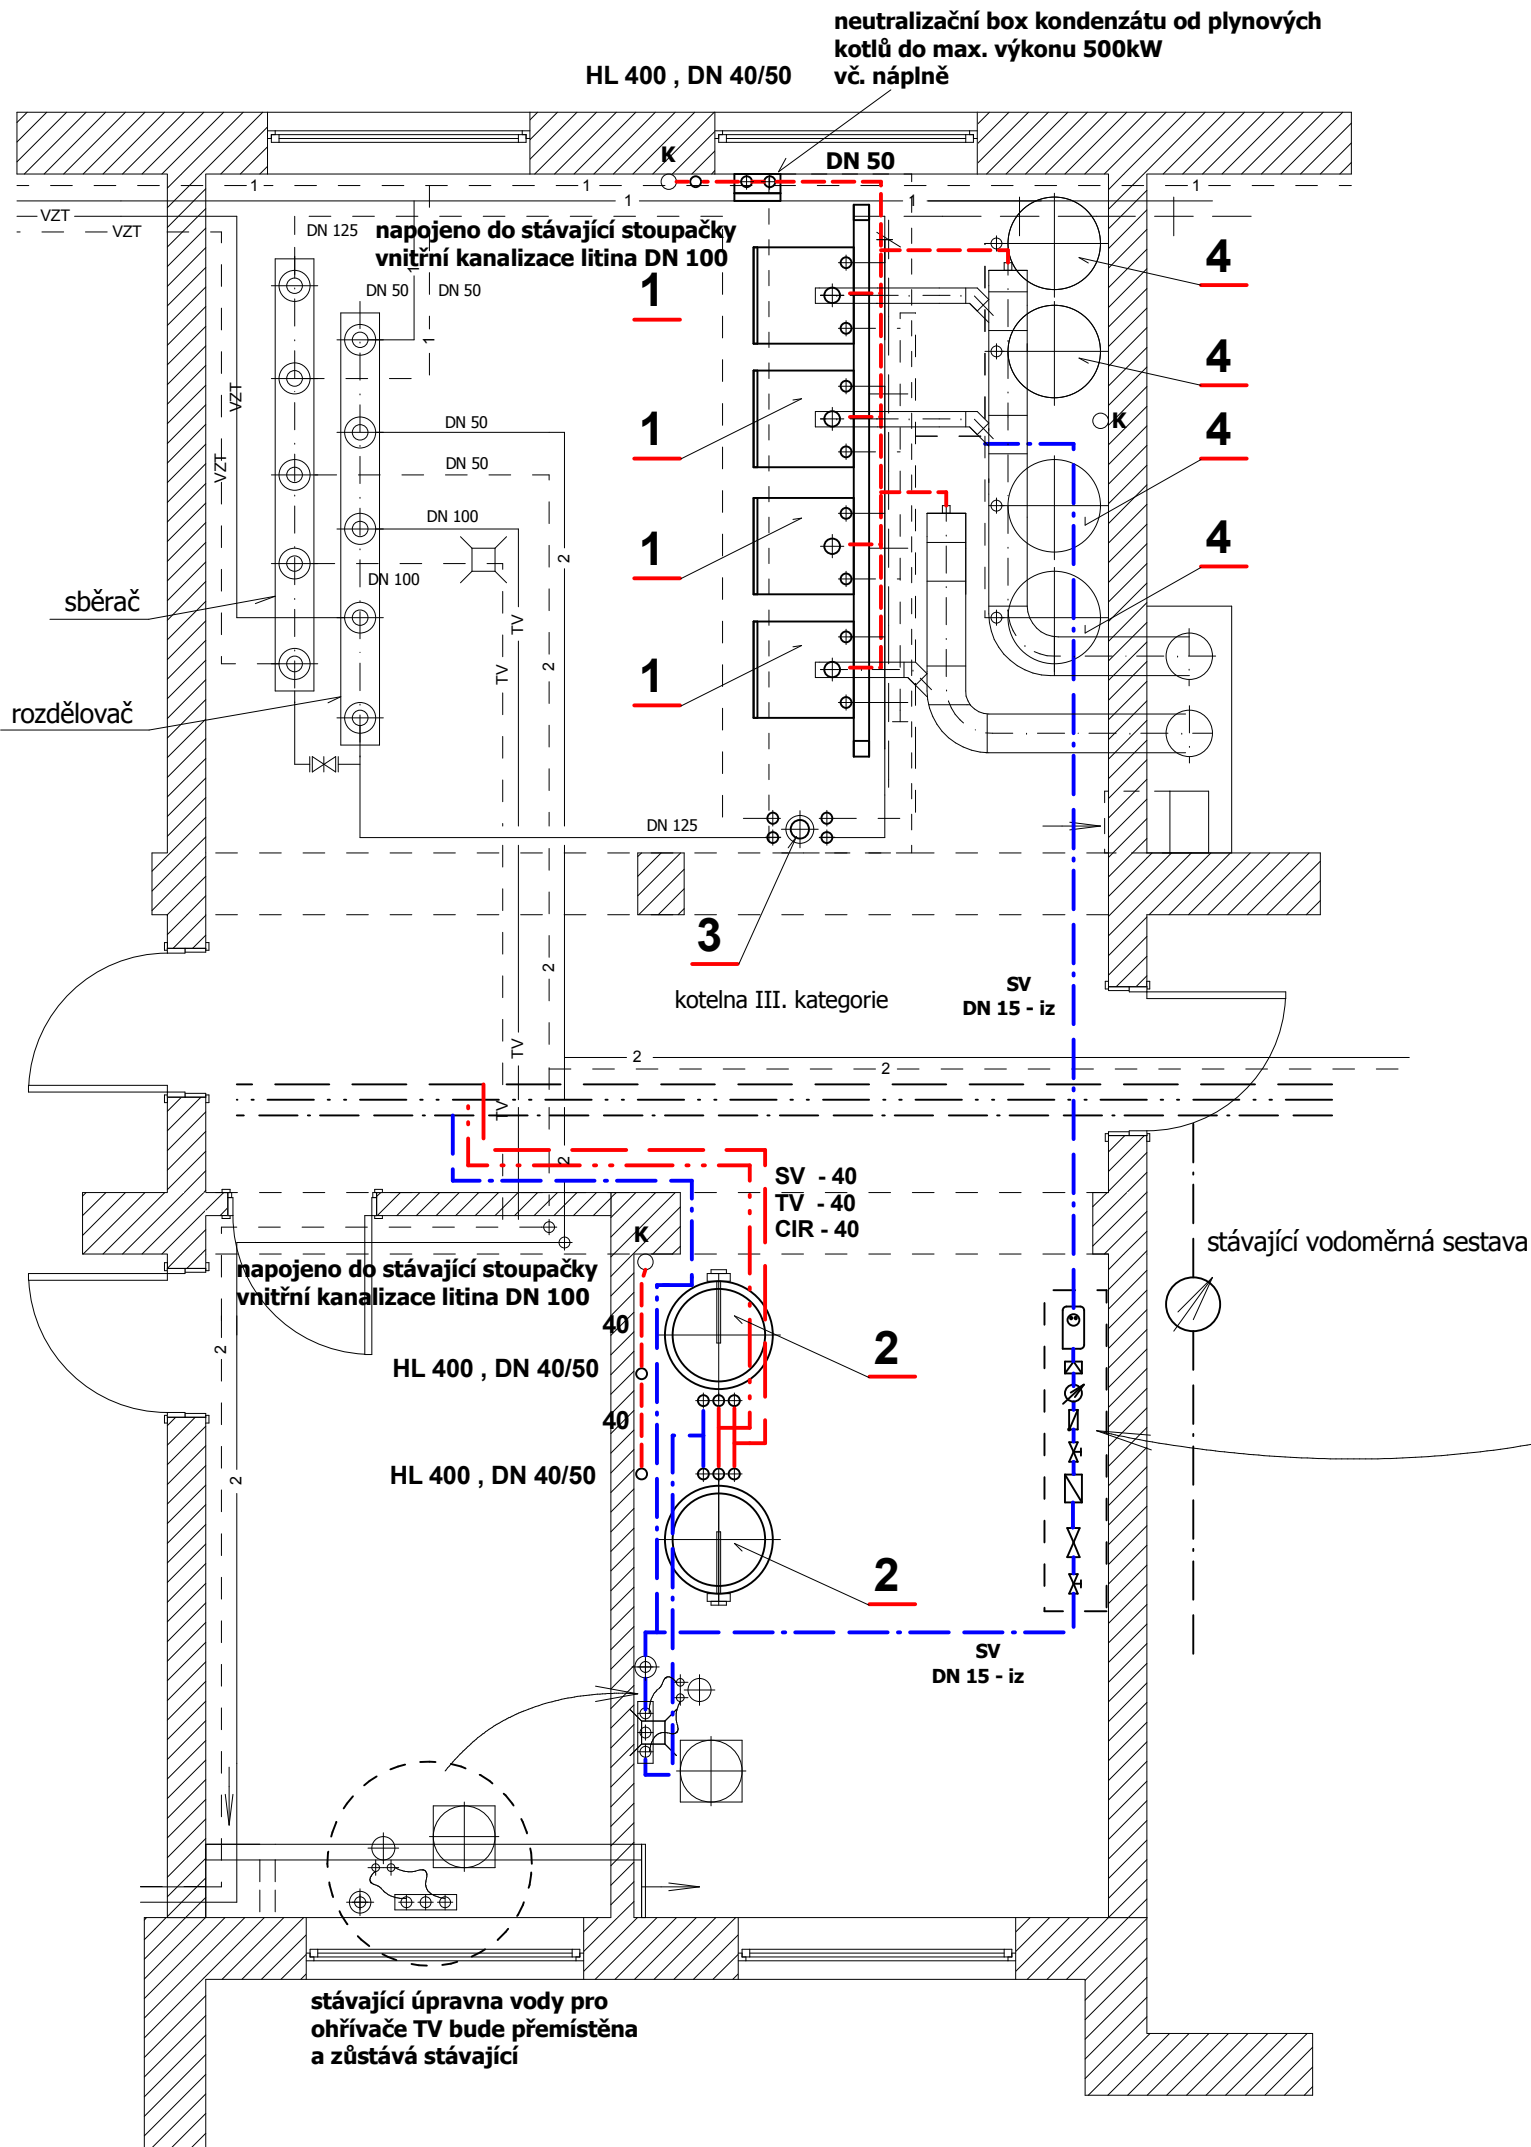 neutralizační box kondenzátu od plynových
kotlů do max. výkonu 500kW
vč. náplně
HL 400 , DN 40/50
K
DN 50
1
1
1
1
1
1
VZT
VZT
DN 125
napojeno do stávající stoupačky
vnitřní kanalizace litina DN 100
DN 50
DN 50
1
1
1
4
1
4
VZT
DN 50
K
1
4
VZT
DN 50
DN 100
1
4
2
DN 100
sběrač
TV
TV
2
1
rozdělovač
DN 125
3
2
kotelna III. kategorie
SV
DN 15 - iz
TV
2
2
TV
2
SV - 40
TV - 40
CIR - 40
K
stávající vodoměrná sestava
napojeno do stávající stoupačky
vnitřní kanalizace litina DN 100
40
2
2
HL 400 , DN 40/50
40
HL 400 , DN 40/50
2
2
SV
DN 15 - iz
stávající úpravna vody pro
ohřívače TV bude přemístěna
a zůstává stávající